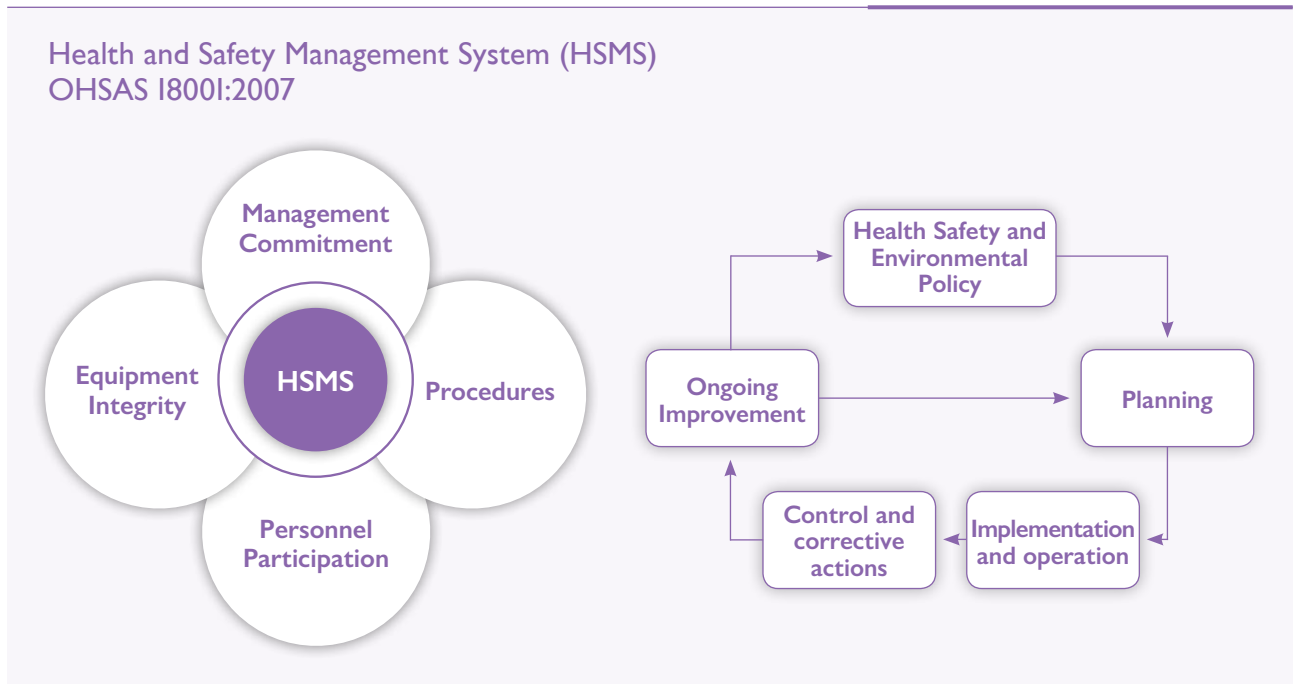 Health and Safety Management System (HSMS)
OHSAS 18001:2007
Management
Commitment
Equipment
Integrity
HSMS
Procedures
Personnel
Participation
Health Safety and
Environmental
Policy
Ongoing
Improvement
Planning
Control and
corrective
actions
Implementation
and operation